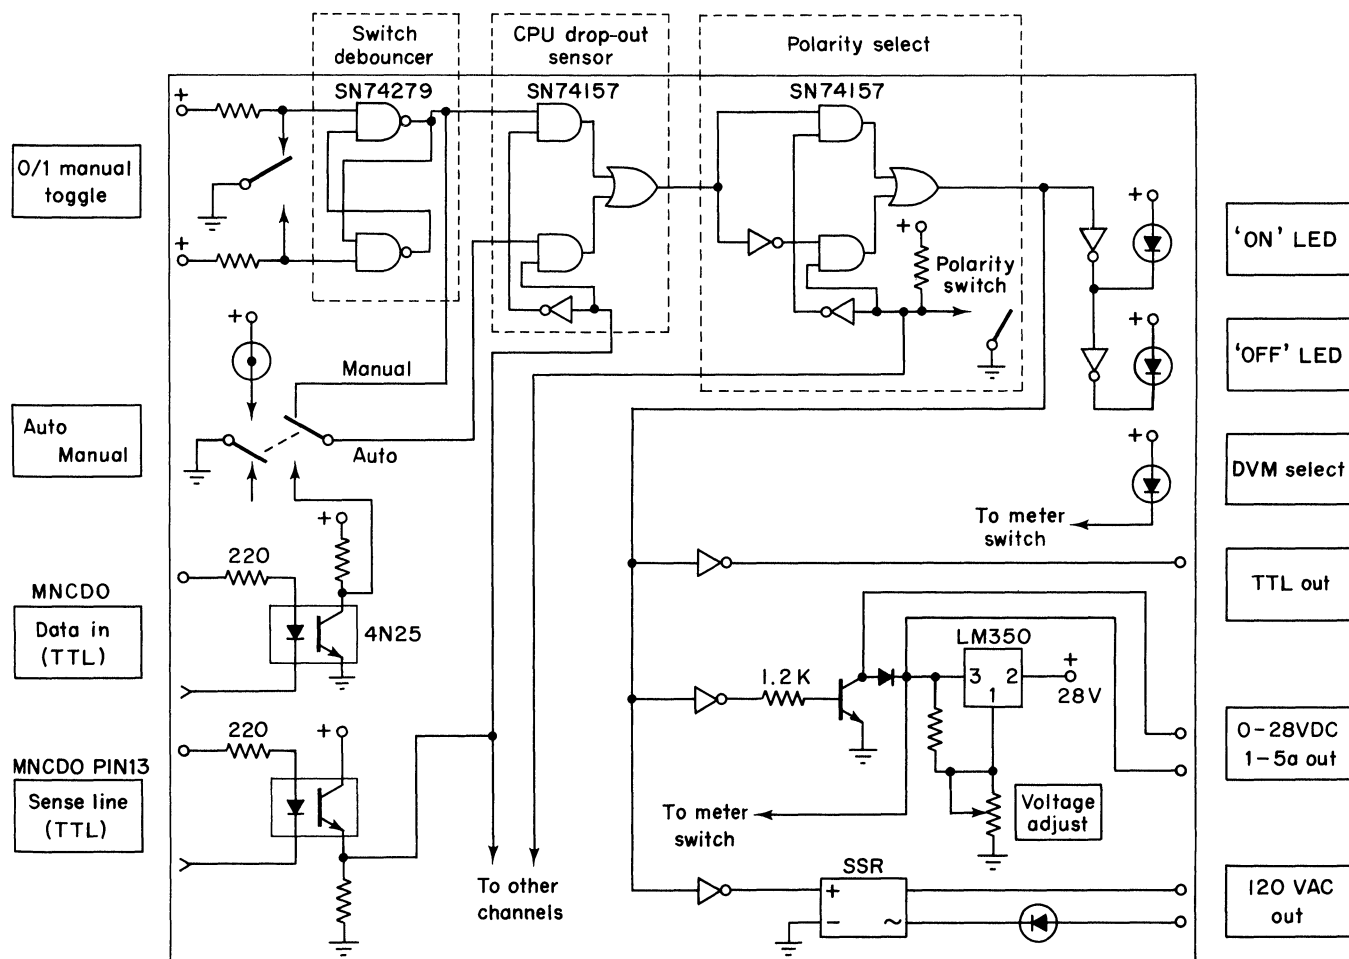 Switch
debouncer
SN74279
CPU drop-out
sensor
SN74157
Polarity select
SN74157
+
+
0/1 manual
toggle
+
Polarity
switch
+
'ON' LED
+
'OFF' LED
+
Manual
Auto
Auto
Manual
+
DVM select
To meter
switch
+
220
MNCDO
Data in
(TTL)
4N25
TTL out
LM350
3 2
1
+
28V
1.2K
220
+
MNCDO PIN13
Sense line
(TTL)
0-28VDC
1-5a out
To meter
switch
Voltage
adjust
To other
channels
SSR
+
-
~
120 VAC
out